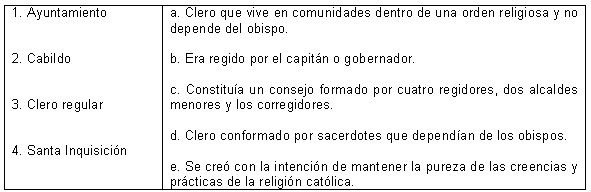 1. Ayuntamiento
2. Cabildo
3. Clero regular
4. Santa Inquisición
a. Clero que vive en comunidades dentro de una orden religiosa y no
depende del obispo.
b. Era regido por el capitán o gobernador.
c. Constituía un consejo formado por cuatro regidores, dos alcaldes
menores y los corregidores.
d. Clero conformado por sacerdotes que dependían de los obispos.
e. Se creó con la intención de mantener la pureza de las creencias y
prácticas de la religión católica.